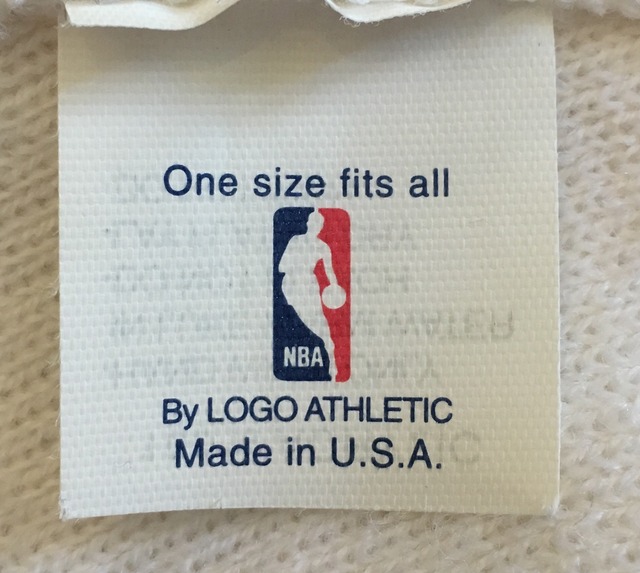 One size fits all
NBA
By LOGO ATHLETIC
Made in U.S.A.